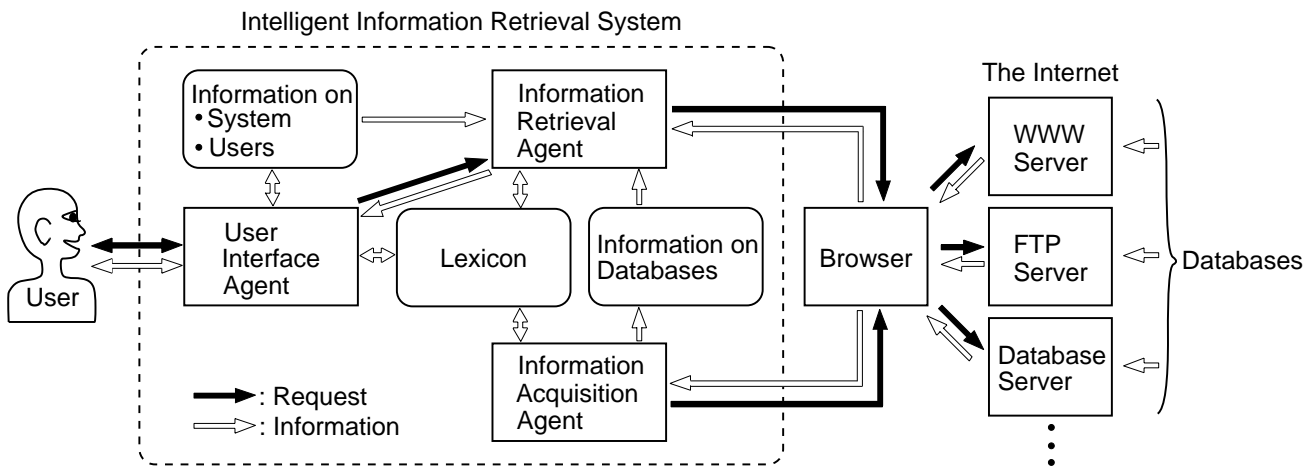 Intelligent Information Retrieval System
Information on
• System
• Users
Information
Retrieval
Agent
The Internet
WWW
Server
User
User
Interface
Agent
Lexicon
Information on
Databases
Browser
FTP
Server
Databases
Information
Acquisition
Agent
Database
Server
: Request
: Information